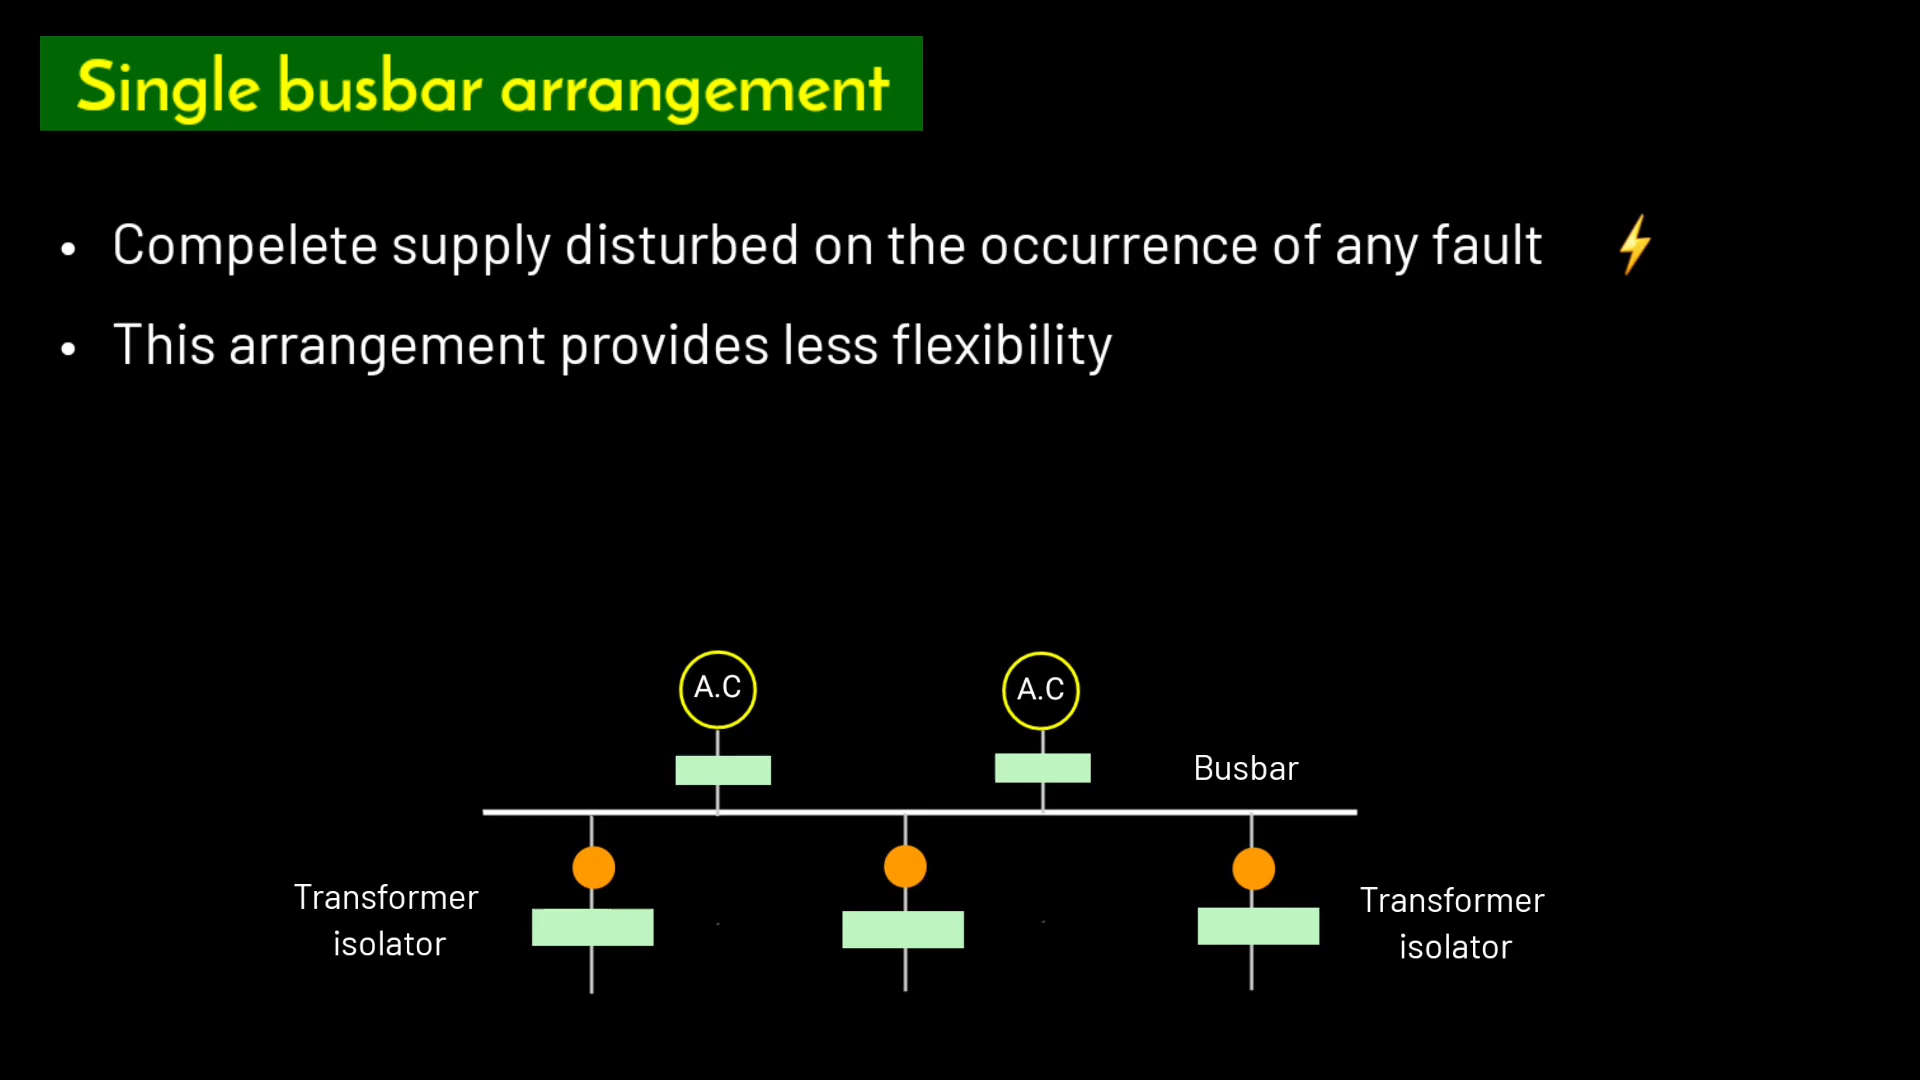 Single busbar arrangement
• Compelete supply disturbed on the occurrence of any fault ⚡
• This arrangement provides less flexibility
A.C
A.C
Busbar
Transformer
isolator
Transformer
isolator